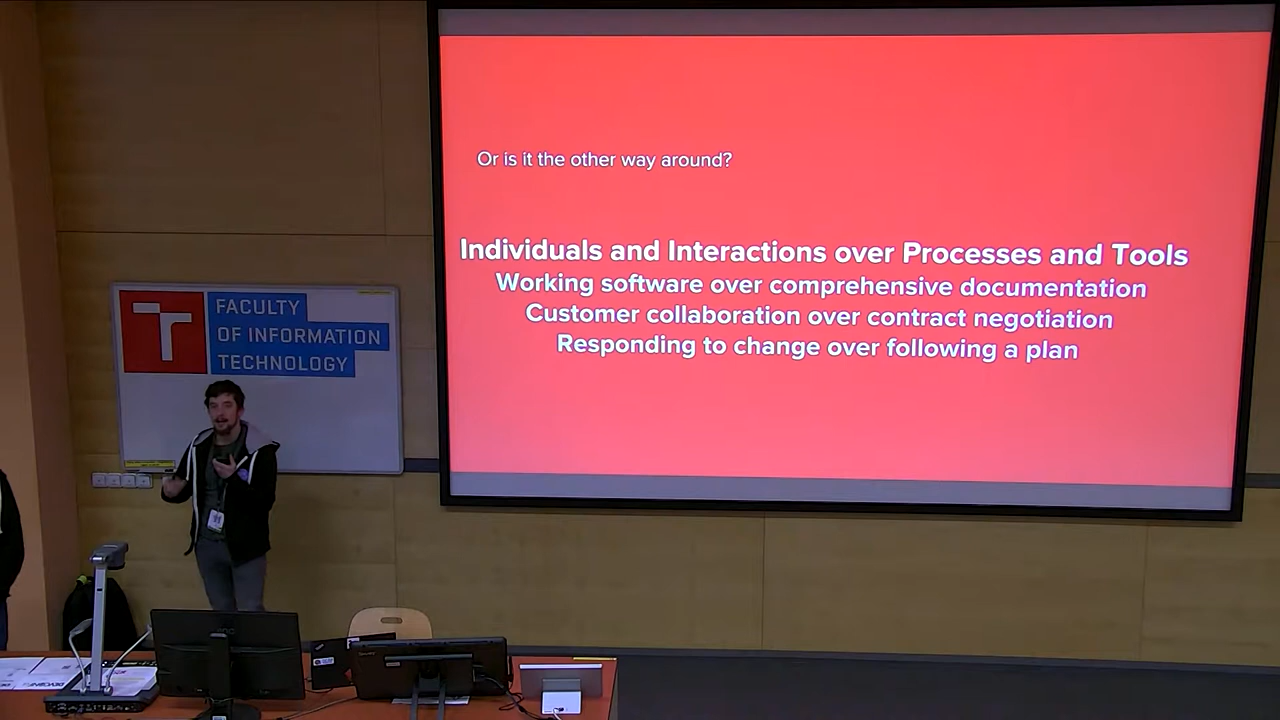 Or is it the other way around?
Individuals and Interactions over Processes and Tools
Working software over comprehensive documentation
Customer collaboration over contract negotiation
Responding to change over following a plan
FACULTY
OF INFORMATION
TECHNOLOGY